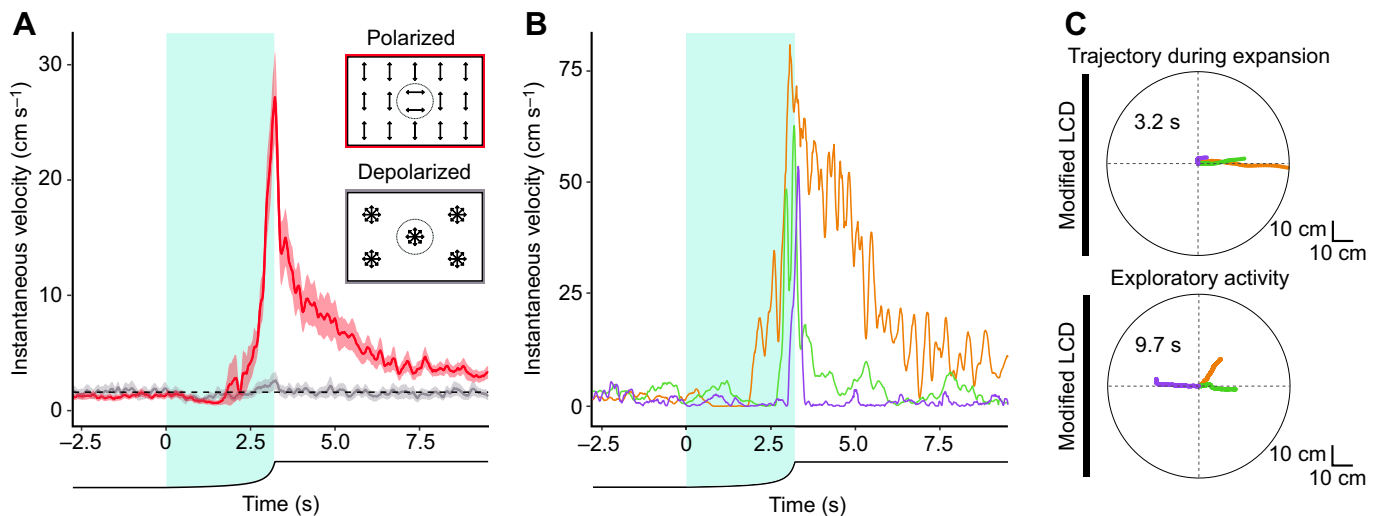 A
Instantaneous velocity (cm s–1)
30
20
10
0
–2.5 0 2.5 5.0 7.5
Time (s)
Polarized
Depolarized
B
Instantaneous velocity (cm s–1)
75
50
25
0
–2.5 0 2.5 5.0 7.5
Time (s)
C
Trajectory during expansion
Modified LCD
3.2 s
10 cm
10 cm
Exploratory activity
Modified LCD
9.7 s
10 cm
10 cm